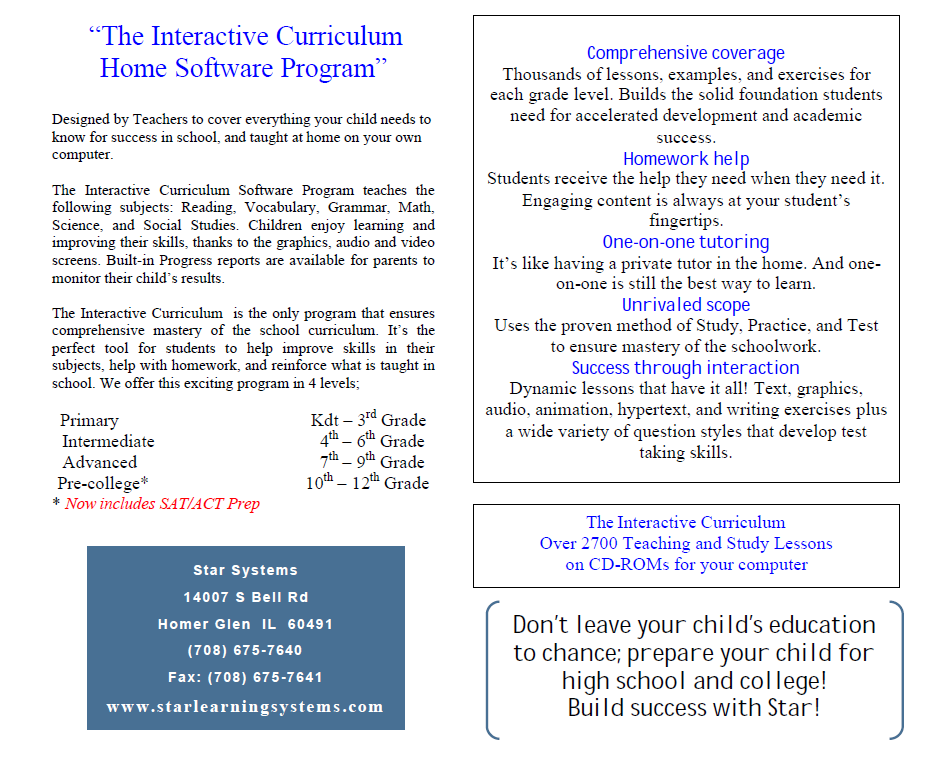 “The Interactive Curriculum
Home Software Program”
Designed by Teachers to cover everything your child needs to
know for success in school, and taught at home on your own
computer.
The Interactive Curriculum Software Program teaches the
following subjects: Reading, Vocabulary, Grammar, Math,
Science, and Social Studies. Children enjoy learning and
improving their skills, thanks to the graphics, audio and video
screens. Built-in Progress reports are available for parents to
monitor their child’s results.
The Interactive Curriculum  is the only program that ensures
comprehensive mastery of the school curriculum. It’s the
perfect tool for students to help improve skills in their
subjects, help with homework, and reinforce what is taught in
school. We offer this exciting program in 4 levels;
Primary Kdt – 3rd Grade
Intermediate 4th – 6th Grade
Advanced 7th – 9th Grade
Pre-college* 10th – 12th Grade
* Now includes SAT/ACT Prep
Star Systems
14007 S Bell Rd
Homer Glen  IL  60491
(708) 675-7640
Fax: (708) 675-7641
www.starlearningsystems.com
Comprehensive coverage
Thousands of lessons, examples, and exercises for
each grade level. Builds the solid foundation students
need for accelerated development and academic
success.
Homework help
Students receive the help they need when they need it.
Engaging content is always at your student’s
fingertips.
One-on-one tutoring
It’s like having a private tutor in the home. And one-
on-one is still the best way to learn.
Unrivaled scope
Uses the proven method of Study, Practice, and Test
to ensure mastery of the schoolwork.
Success through interaction
Dynamic lessons that have it all! Text, graphics,
audio, animation, hypertext, and writing exercises plus
a wide variety of question styles that develop test
taking skills.
The Interactive Curriculum
Over 2700 Teaching and Study Lessons
on CD-ROMs for your computer
Don’t leave your child’s education
to chance; prepare your child for
high school and college!
Build success with Star!